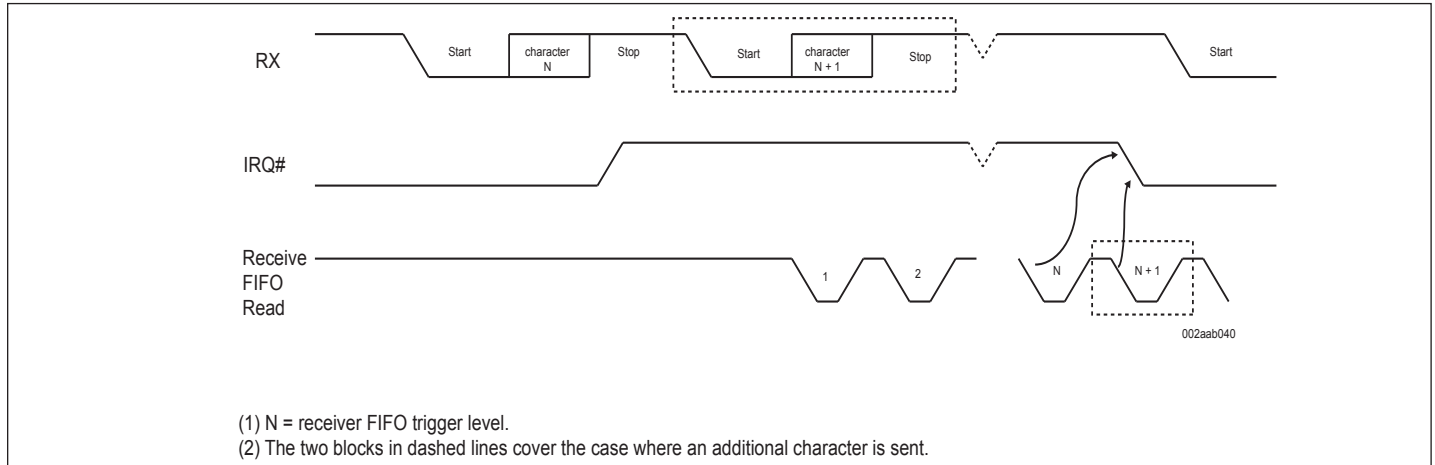 RX
Start
character
N
Stop
Start
character
N + 1
Stop
Start
IRQ#
Receive
FIFO
Read
1
2
N
N + 1
002aab040
(1) N = receiver FIFO trigger level.
(2) The two blocks in dashed lines cover the case where an additional character is sent.